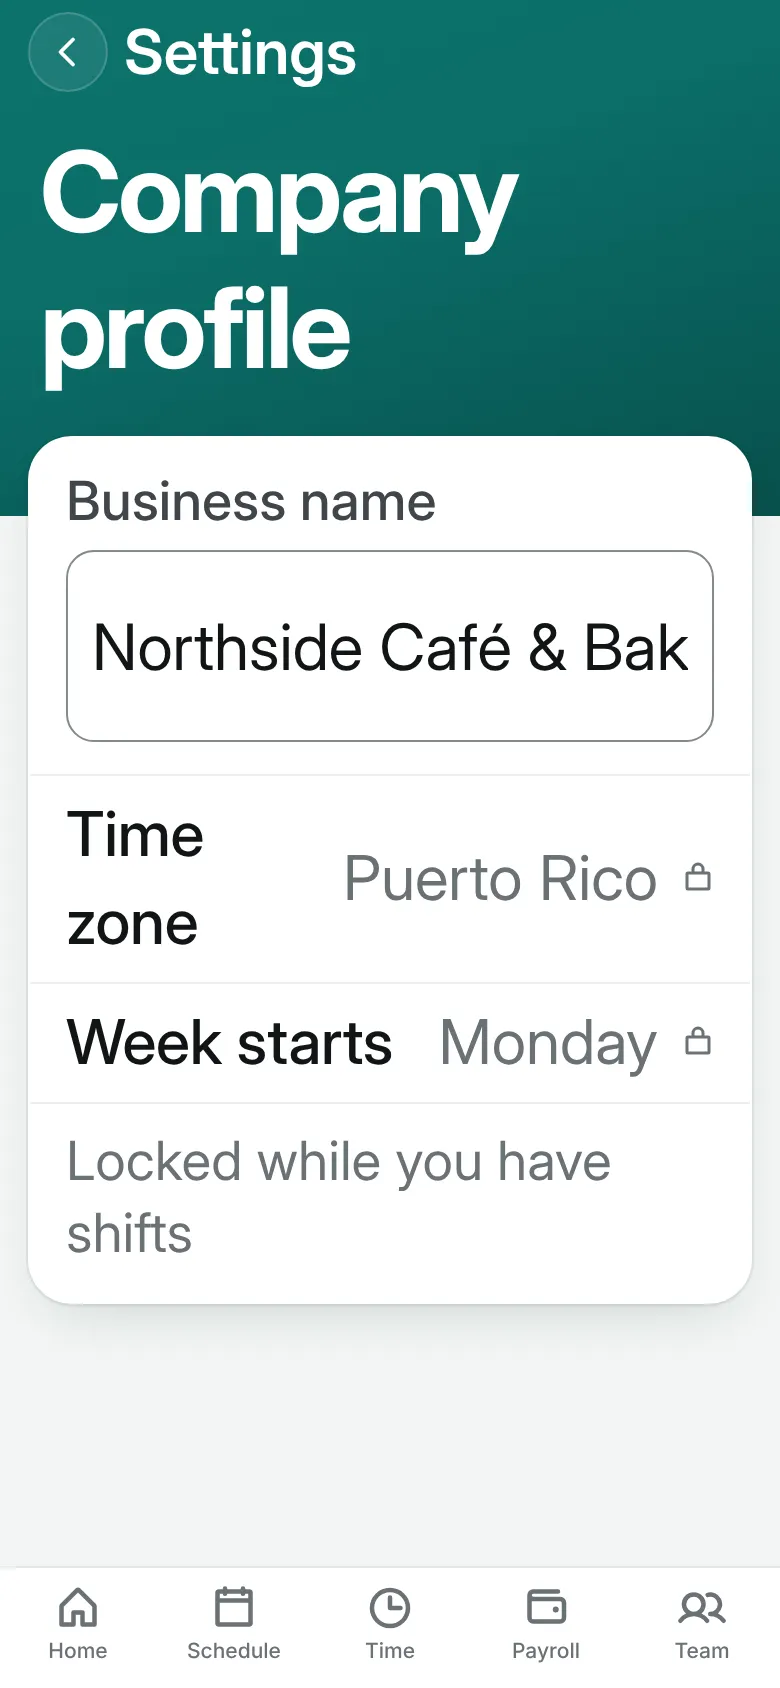 Settings
Company
profile
Business name
Northside Café & Bak
Time
zone
Puerto Rico
Week starts
Monday
Locked while you have
shifts
Home
Schedule
Time
Payroll
Team